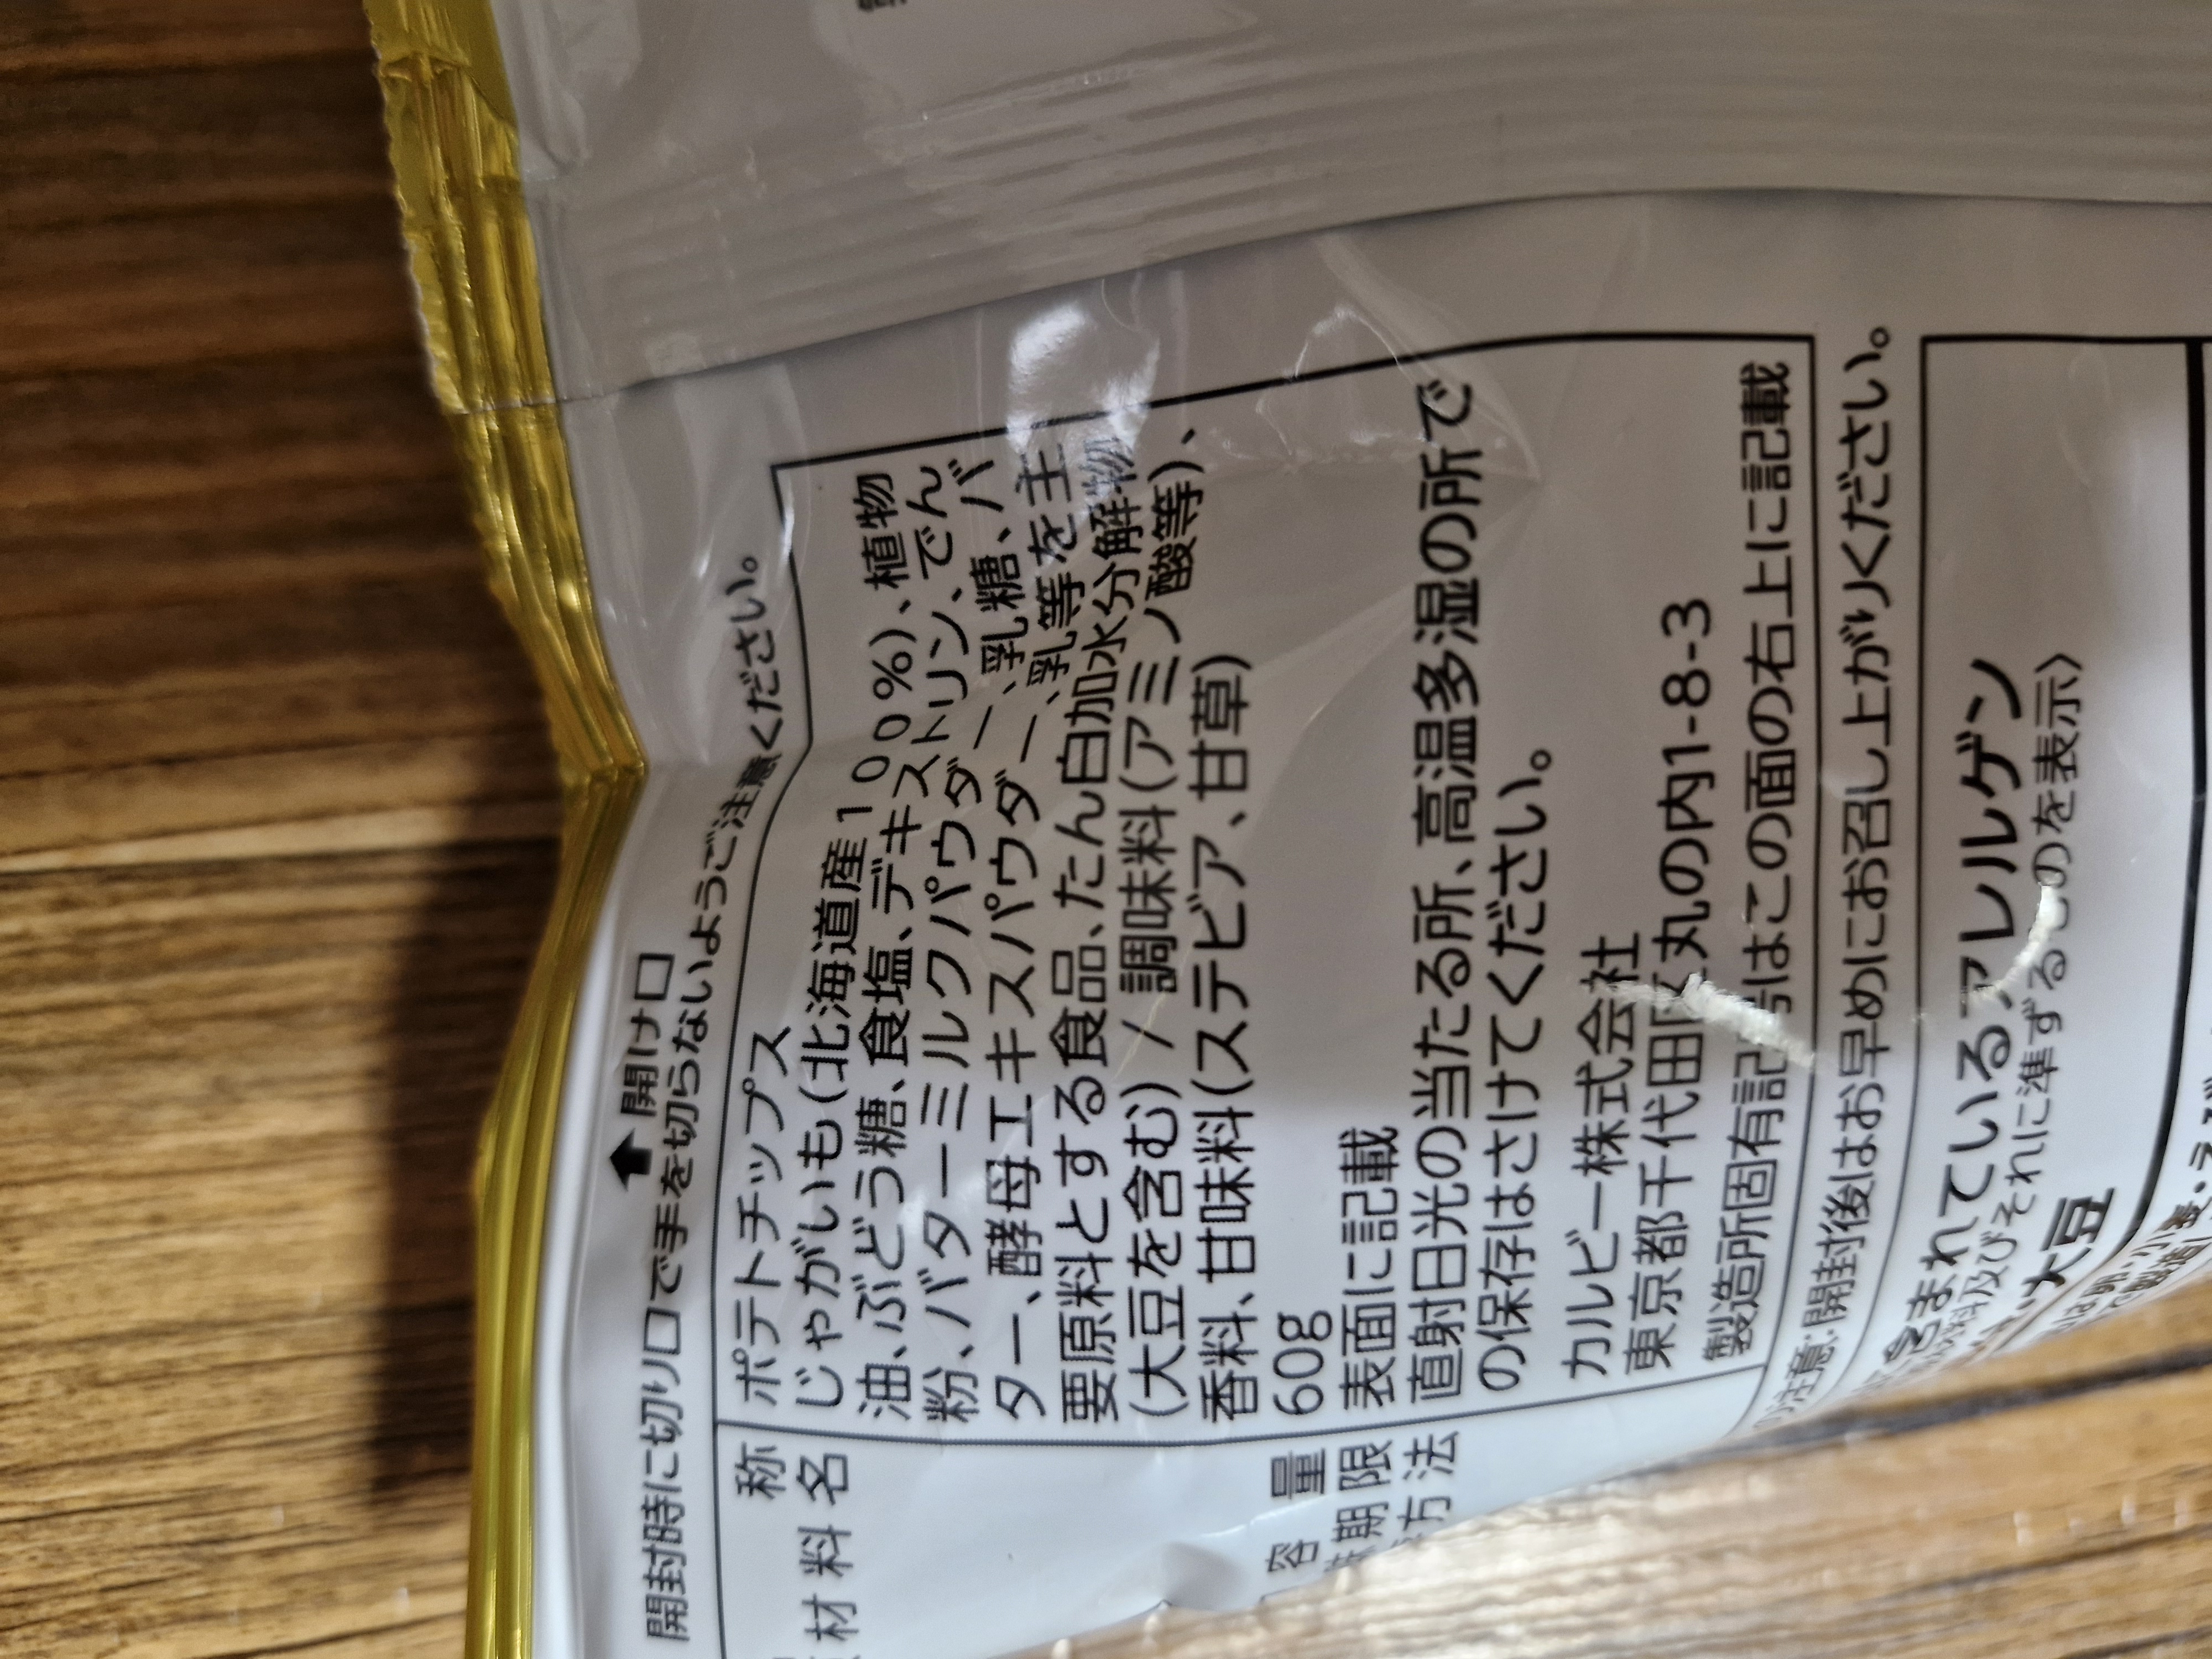 開け口
開封時に切り口で手を切らないようご注意ください。
称 ポテトチップス
材料名 じゃがいも(北海道産100%)、植物
油、ぶどう糖、食塩、デキストリン、でん
粉、バターミルクパウダー、乳糖、バ
ター、酵母エキスパウダー、乳等を主
要原料とする食品、たん白加水分解物
(大豆を含む) / 調味料(アミノ酸等)、
香料、甘味料(ステビア、甘草)
容量 60g
期限 表面に記載
方法 直射日光の当たる所、高温多湿の所で
の保存はさけてください。
カルビー株式会社
東京都千代田区丸の内1-8-3
製造所固有記号はこの面の右上に記載
注意:開封後はお早めにお召し上がりください。
含まれているアレルゲン
及びそれに準ずるものを表示〉
大豆